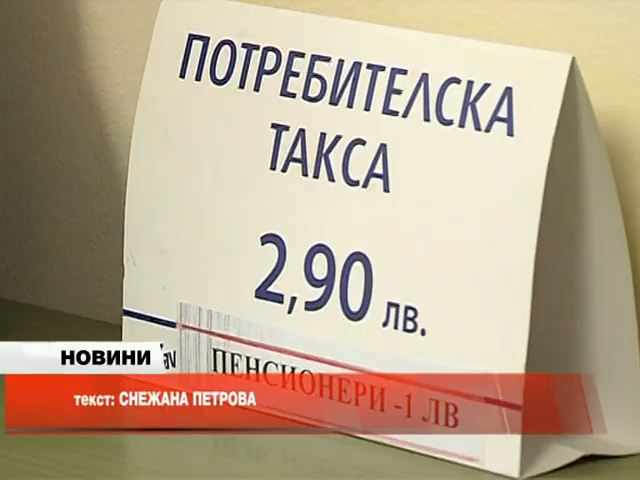 ПОТРЕБИТЕЛСКА
ТАКСА
2,90 лв.
ПЕНСИОНЕРИ -1 ЛВ
НОВИНИ
текст: СНЕЖАНА ПЕТРОВА